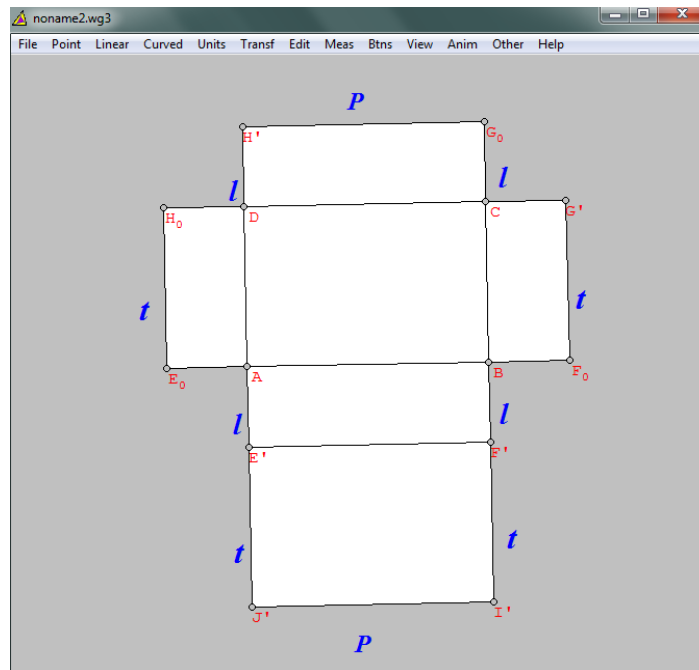 noname2.wg3
File Point Linear Curved Units Transf Edit Meas Btns View Anim Other Help
P
H' G₀
l l
H₀ D C G'
t t
E₀ A B F₀
l l
E' F'
t t
J' I'
P